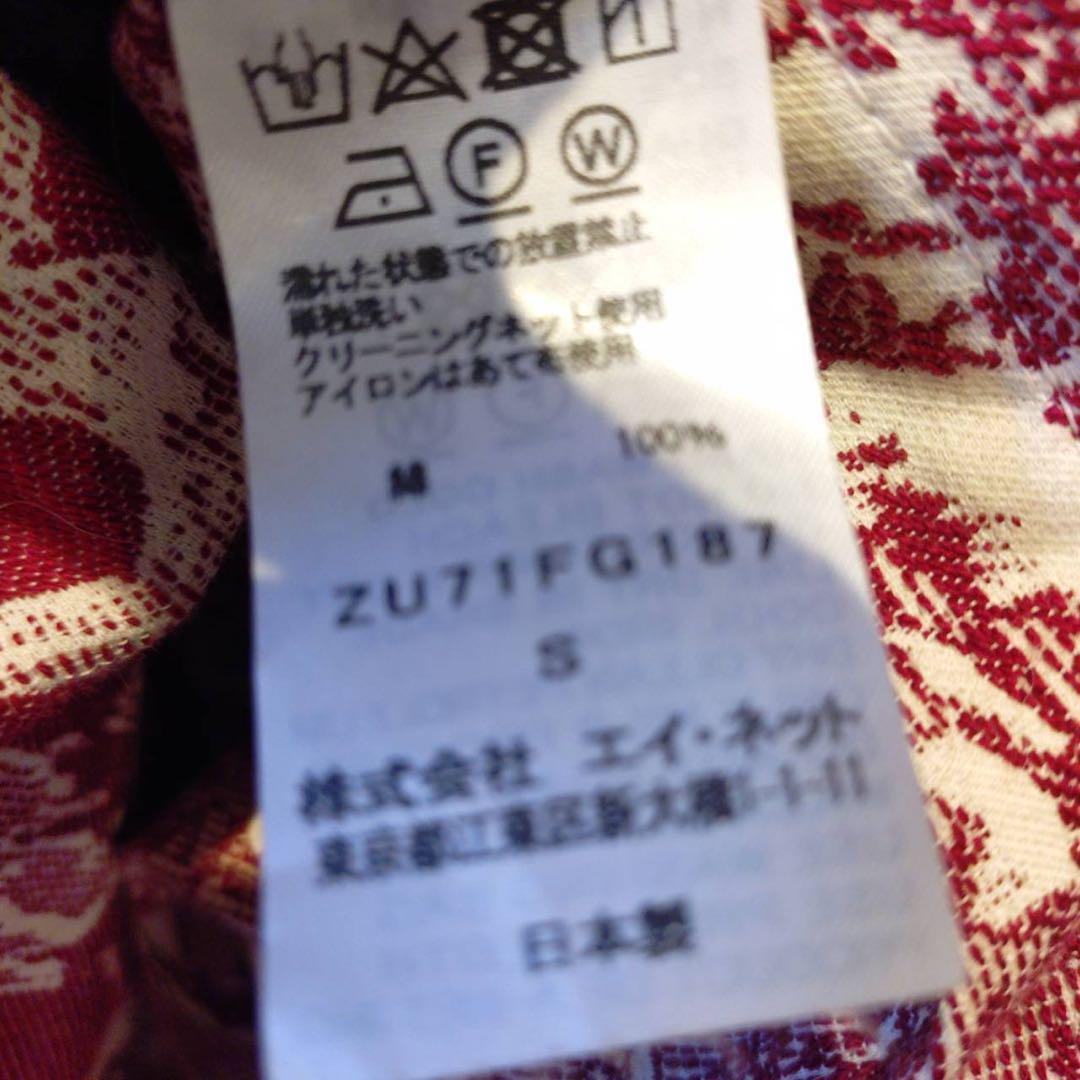 F W
濡れた状態での放置禁止
単独洗い
クリーニングネット使用
アイロンはあて布使用
綿 100%
ZU71FG187
S
株式会社 エイ・ネット
東京都江東区新大橋1-1-11
日本製